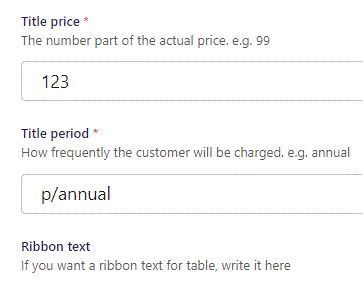 Title price *
The number part of the actual price. e.g. 99
123
Title period *
How frequently the customer will be charged. e.g. annual
p/annual
Ribbon text
If you want a ribbon text for table, write it here